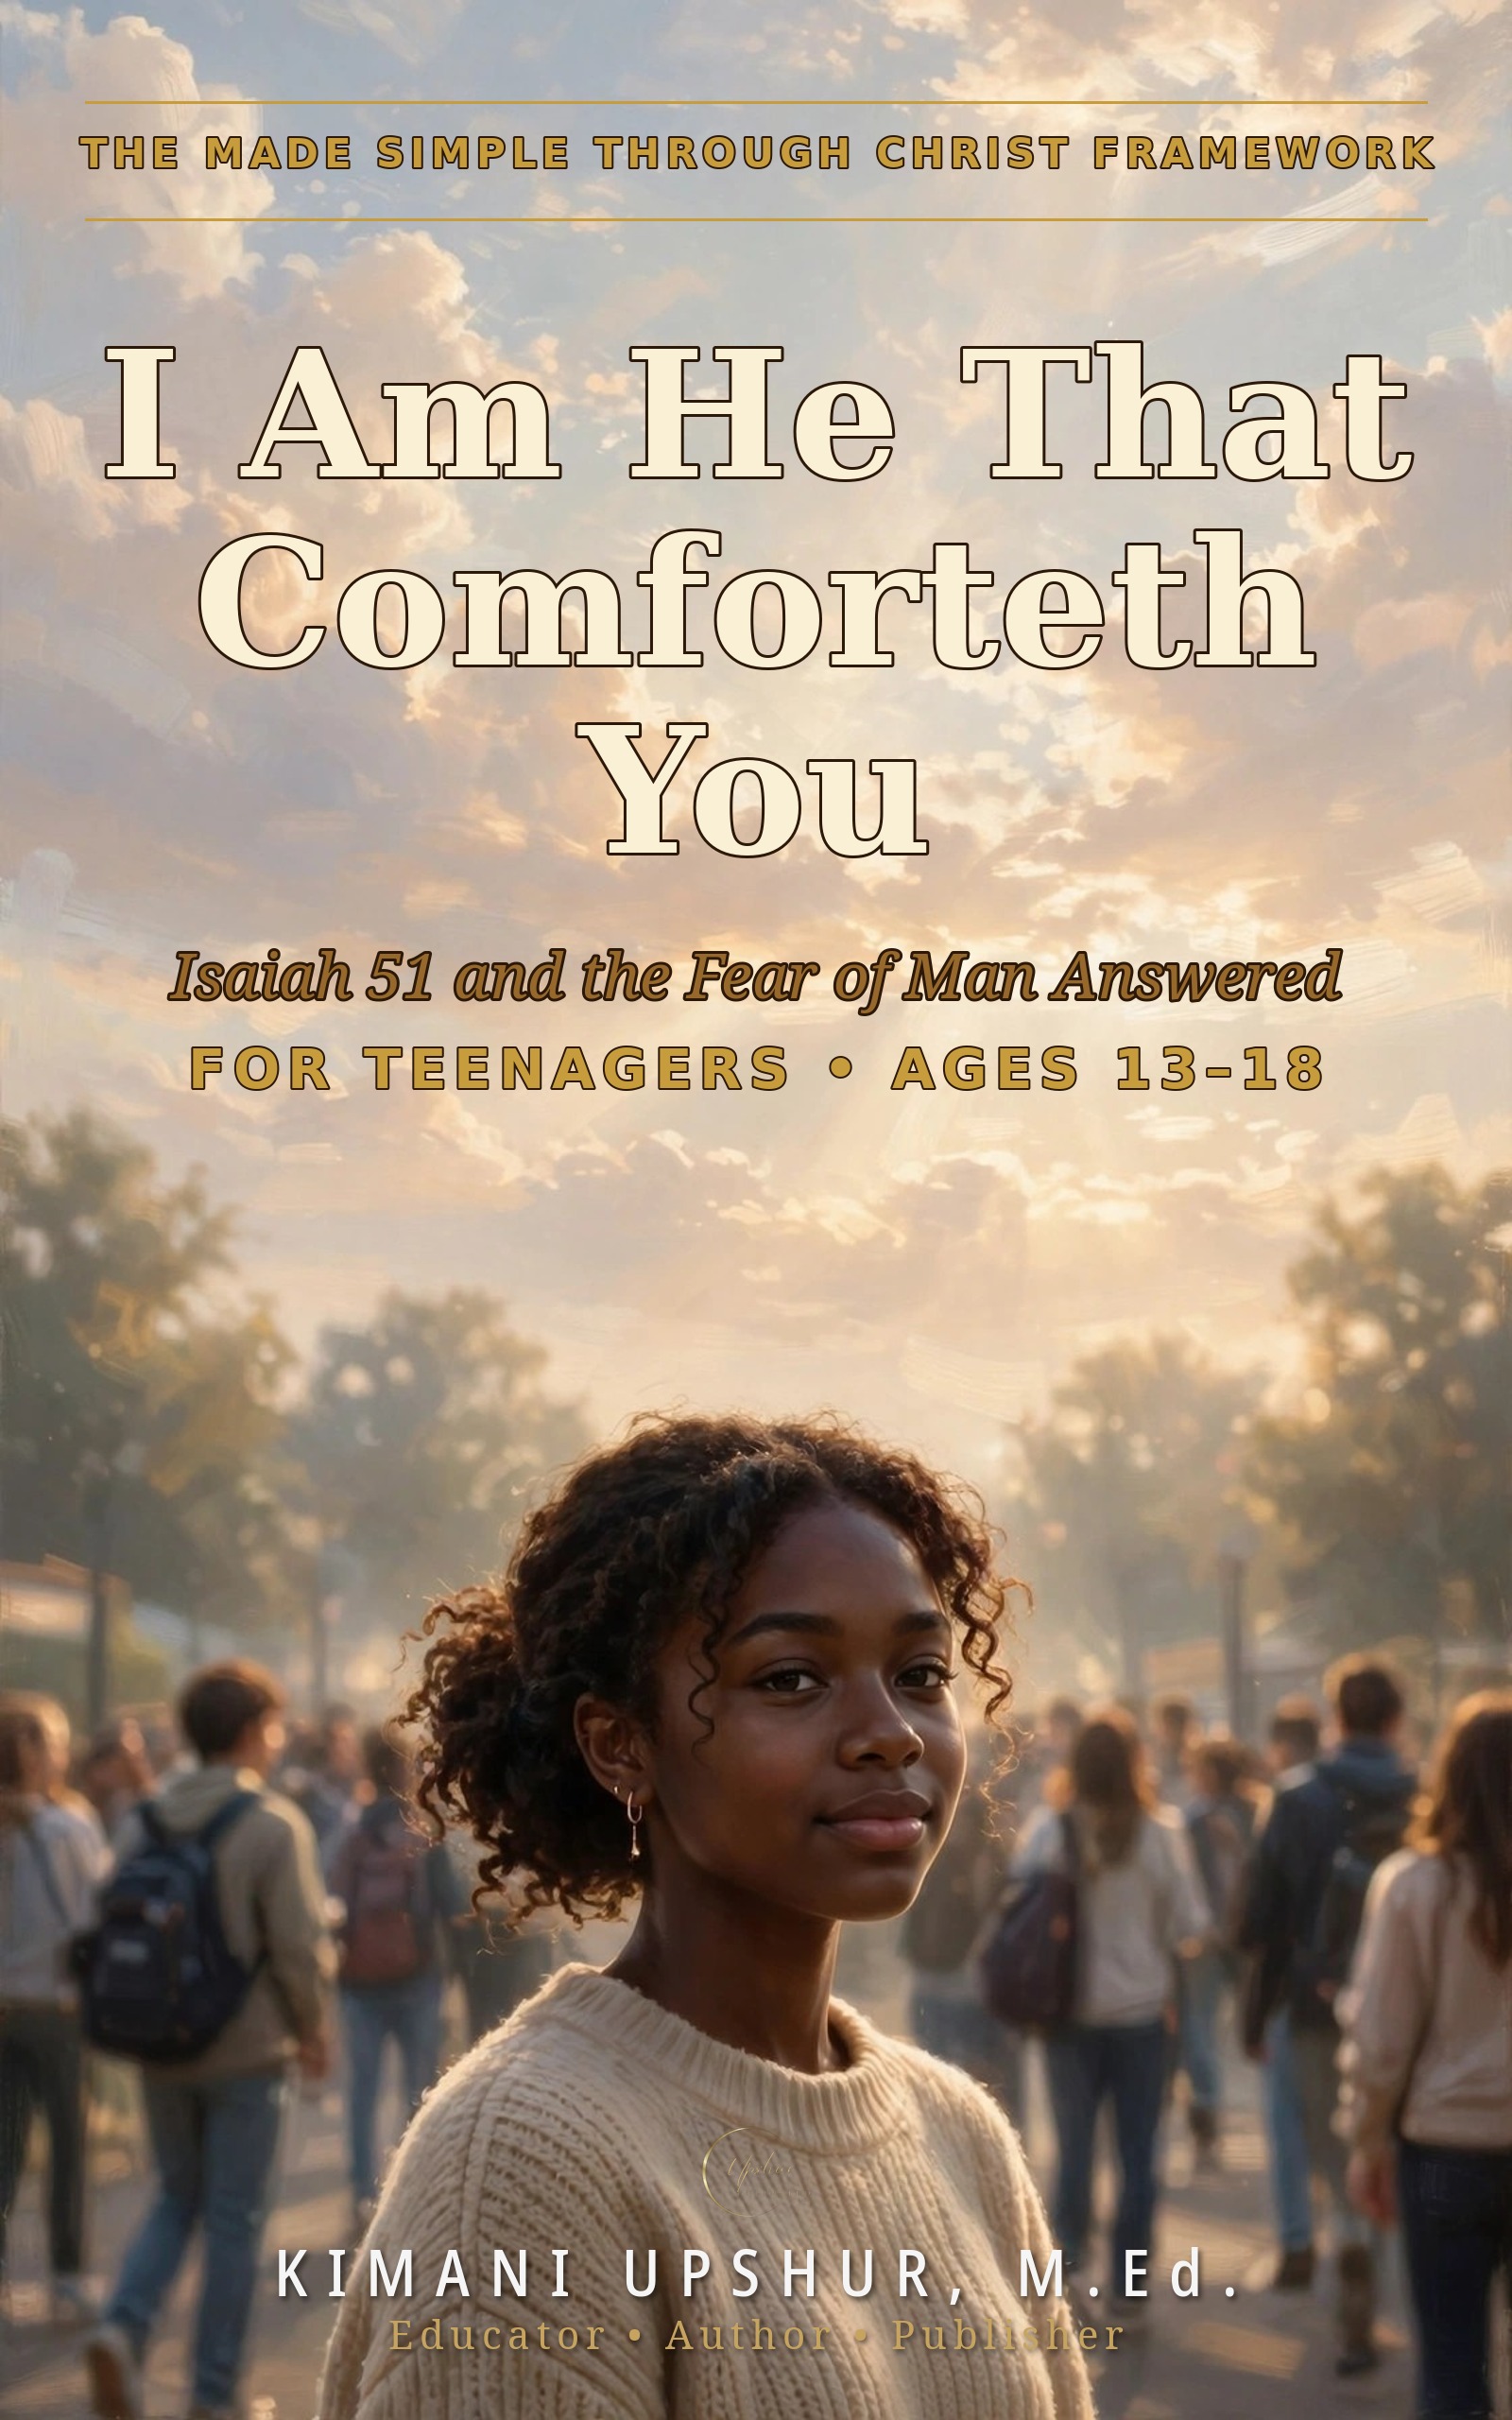 THE MADE SIMPLE THROUGH CHRIST FRAMEWORK
I Am He That
Comforteth
You
Isaiah 51 and the Fear of Man Answered
FOR TEENAGERS • AGES 13–18
Upshur
KIMANI UPSHUR, M.Ed.
Educator • Author • Publisher